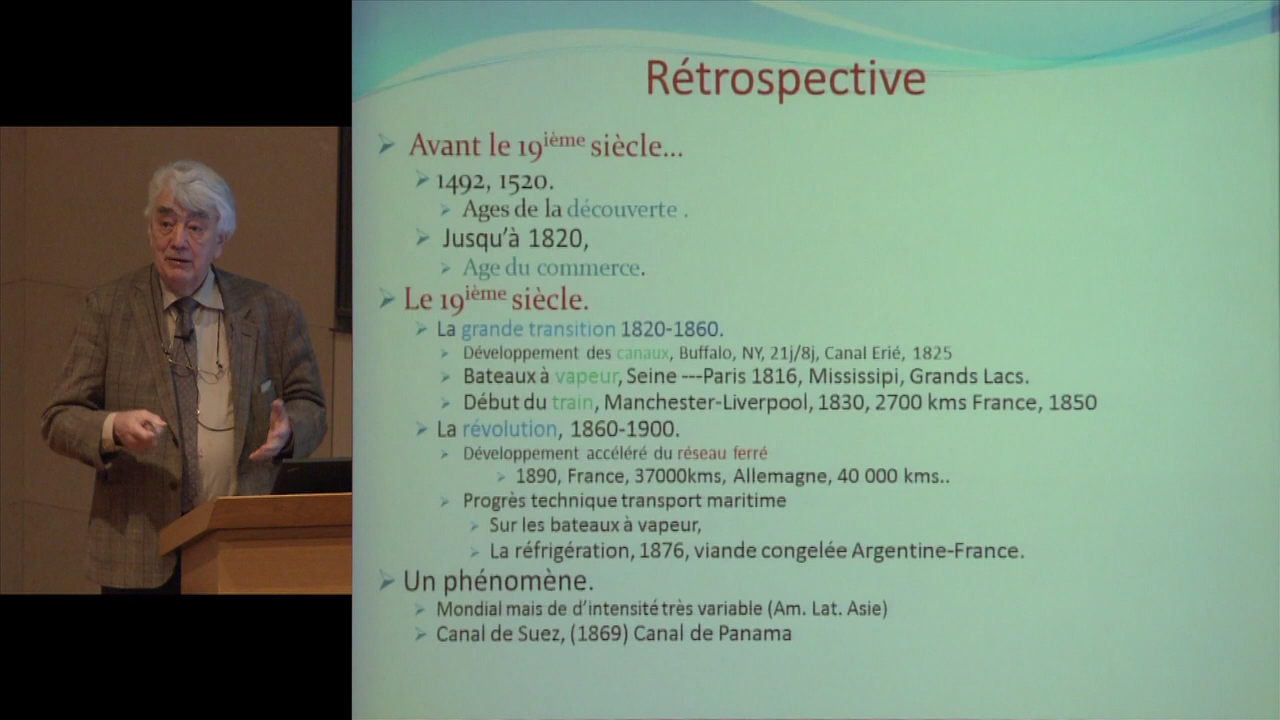 Rétrospective
Avant le 19ième siècle...
1492, 1520.
Ages de la découverte .
Jusqu'à 1820,
Age du commerce.
Le 19ième siècle.
La grande transition 1820-1860.
Développement des canaux, Buffalo, NY, 21j/8j, Canal Erié, 1825
Bateaux à vapeur, Seine ---Paris 1816, Mississipi, Grands Lacs.
Début du train, Manchester-Liverpool, 1830, 2700 kms France, 1850
La révolution, 1860-1900.
Développement accéléré du réseau ferré
1890, France, 37000kms, Allemagne, 40 000 kms..
Progrès technique transport maritime
Sur les bateaux à vapeur,
La réfrigération, 1876, viande congelée Argentine-France.
Un phénomène.
Mondial mais de d'intensité très variable (Am. Lat. Asie)
Canal de Suez, (1869) Canal de Panama